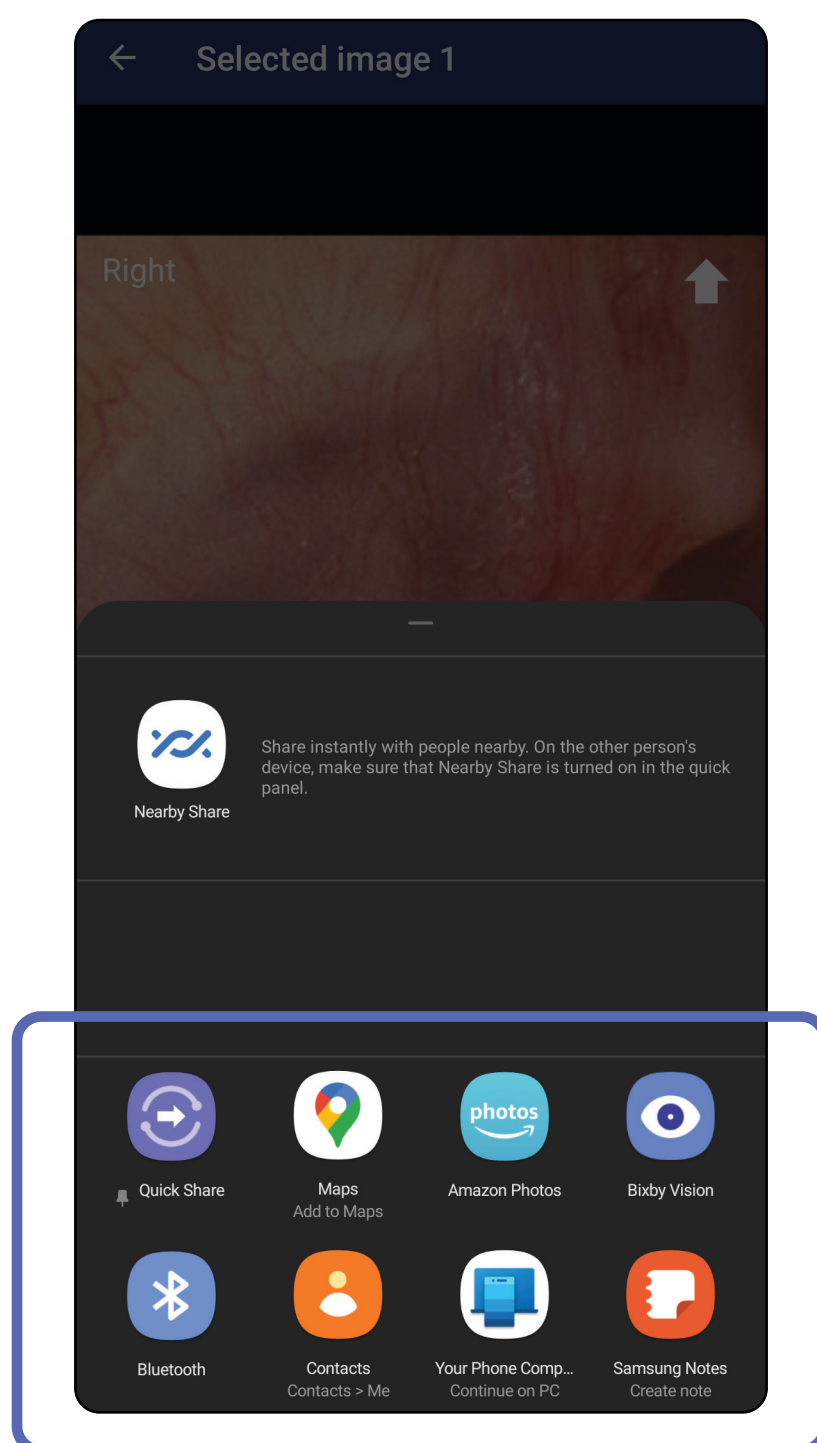 Selected image 1
Right
Share instantly with people nearby. On the other person's
device, make sure that Nearby Share is turned on in the quick
panel.
Nearby Share
photos
Quick Share
Maps
Add to Maps
Amazon Photos
Bixby Vision
Bluetooth
Contacts
Contacts > Me
Your Phone Comp...
Continue on PC
Samsung Notes
Create note